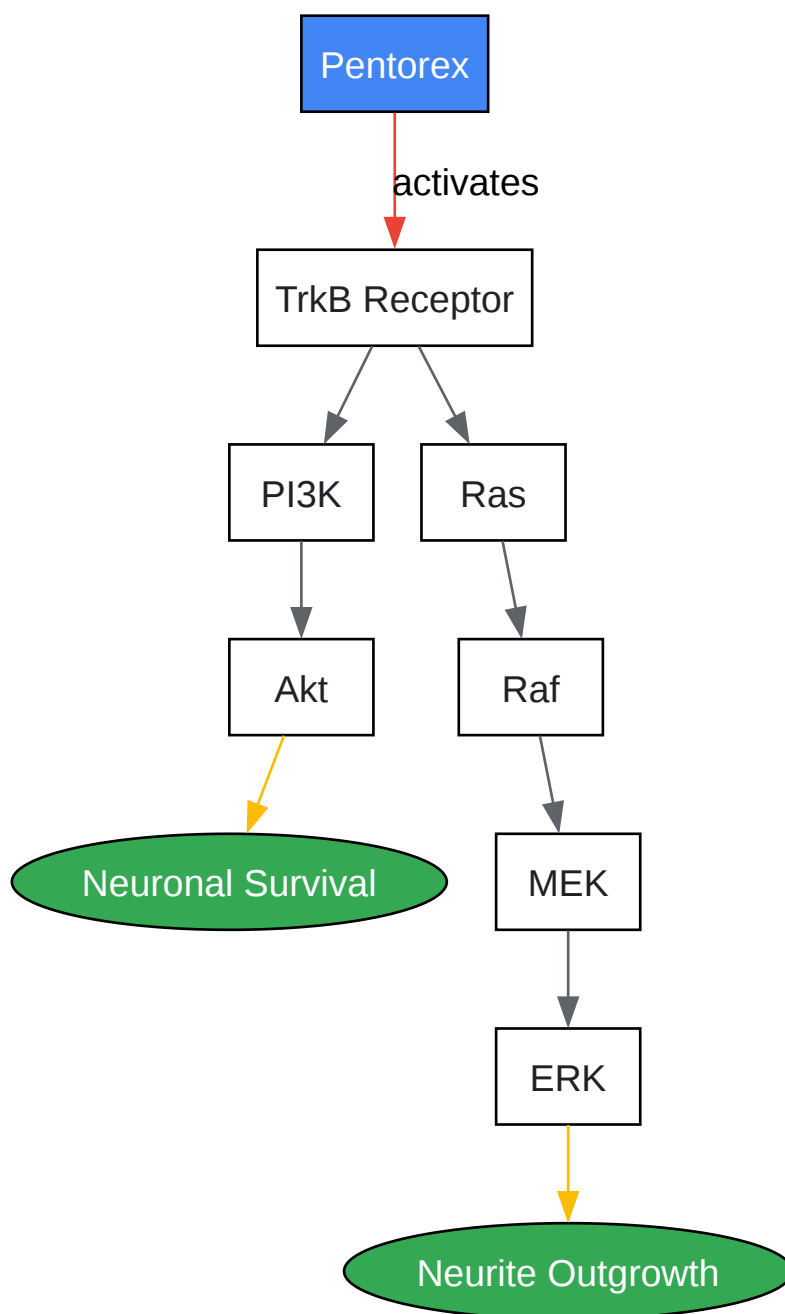 Pentorex
activates
TrkB Receptor
PI3K
Ras
Akt
Raf
Neuronal Survival
MEK
ERK
Neurite Outgrowth